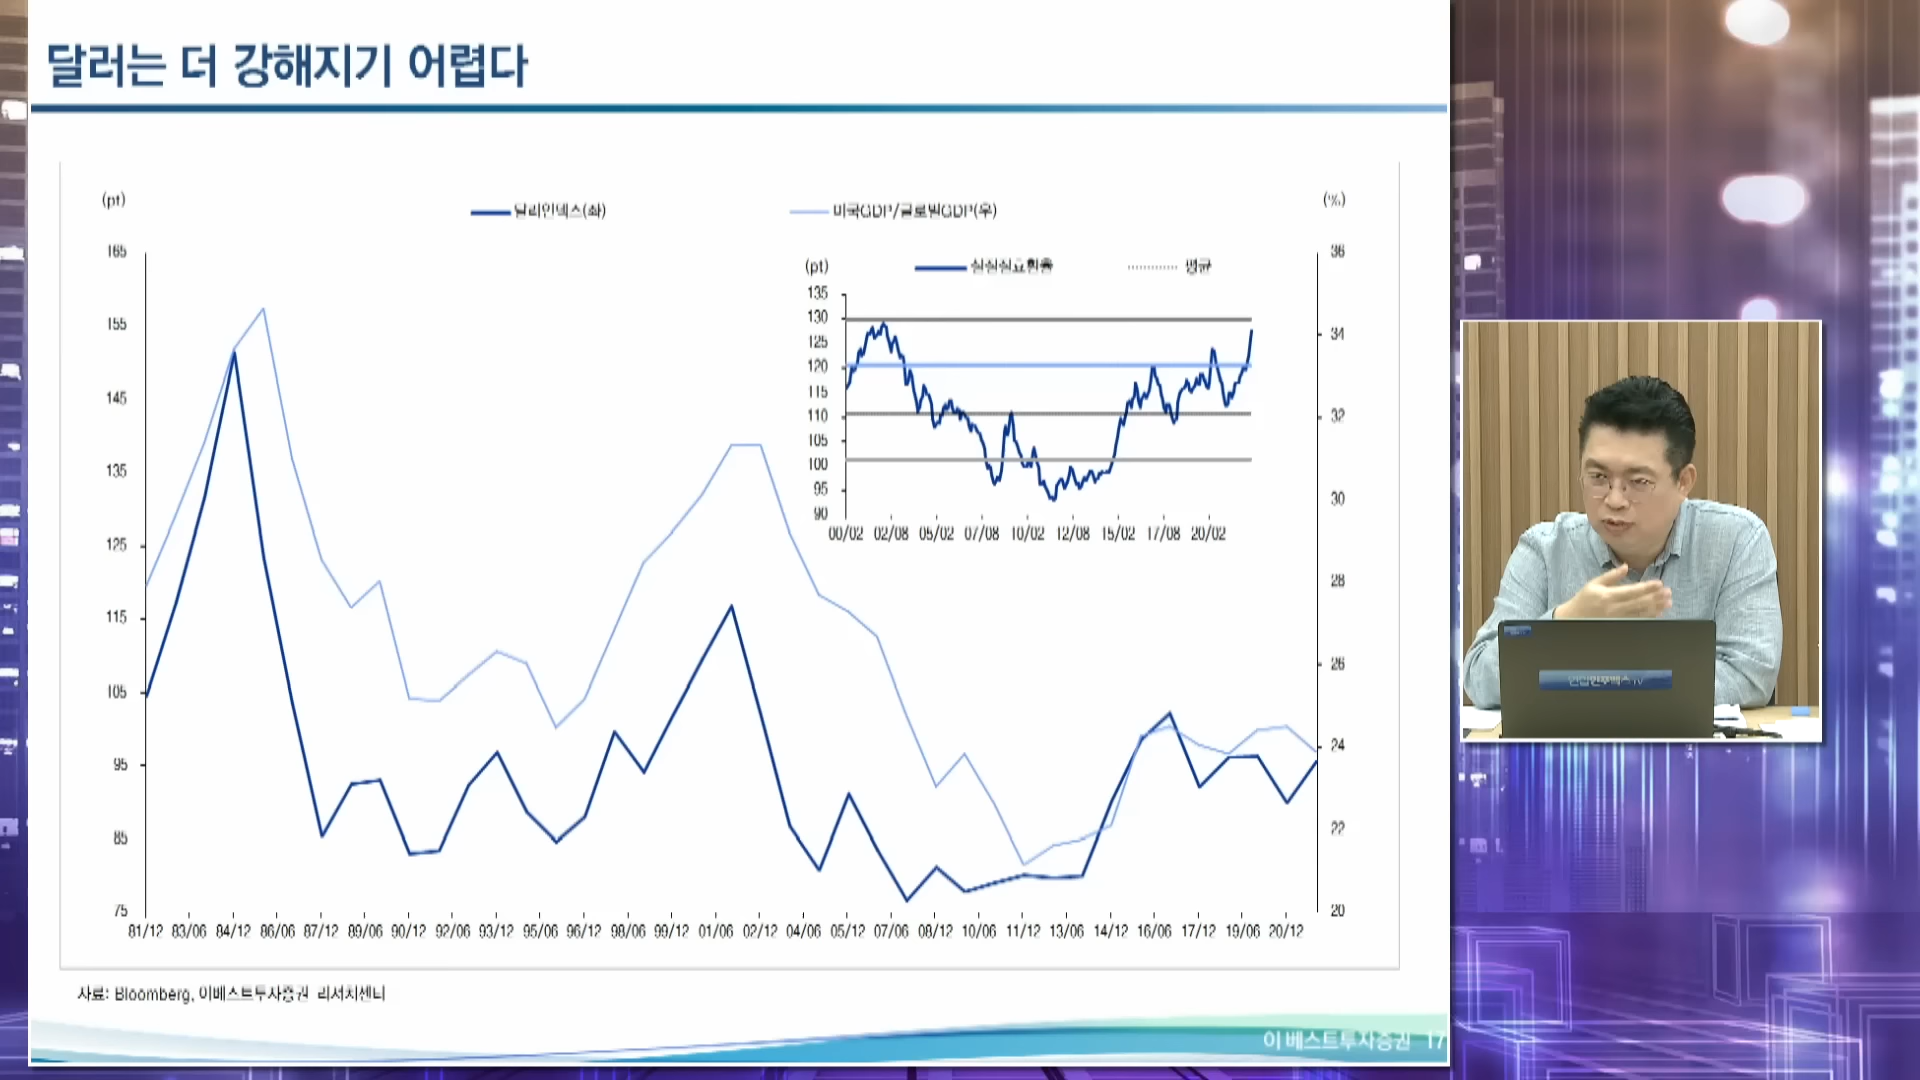 달러는 더 강해지기 어렵다
(pt)
달러인덱스(좌)
미국GDP/글로벌GDP(우)
(%)
165
155
145
135
125
115
105
95
85
75
36
34
32
30
28
26
24
22
20
81/12 83/06 84/12 86/06 87/12 89/06 90/12 92/06 93/12 95/06 96/12 98/06 99/12 01/06 02/12 04/06 05/12 07/06 08/12 10/06 11/12 13/06 14/12 16/06 17/12 19/06 20/12
(pt)
실질실효환율
평균
135
130
125
120
115
110
105
100
95
90
00/02 02/08 05/02 07/08 10/02 12/08 15/02 17/08 20/02
자료: Bloomberg, 이베스트투자증권 리서치센터
이베스트투자증권 17
연합인포맥스TV